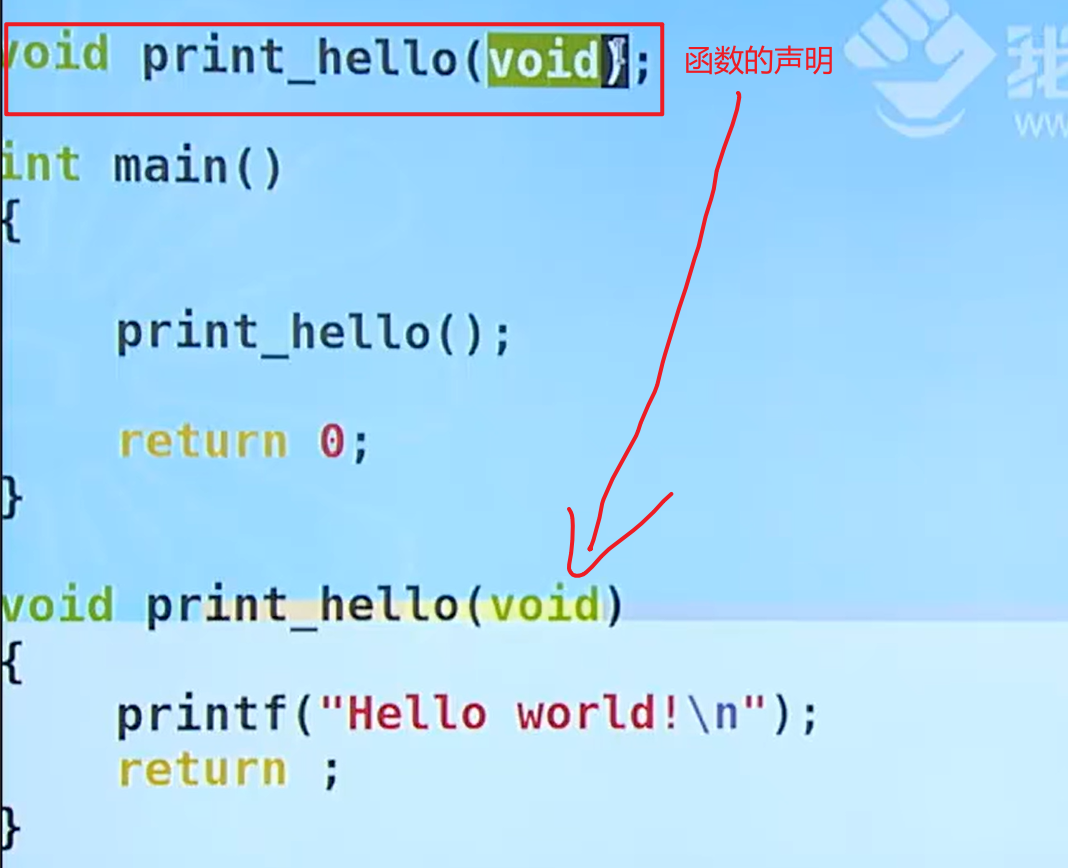 void print_hello(void); 函数的声明
int main()
{
print_hello();
return 0;
}
void print_hello(void)
{
printf("Hello world!\n");
return ;
}